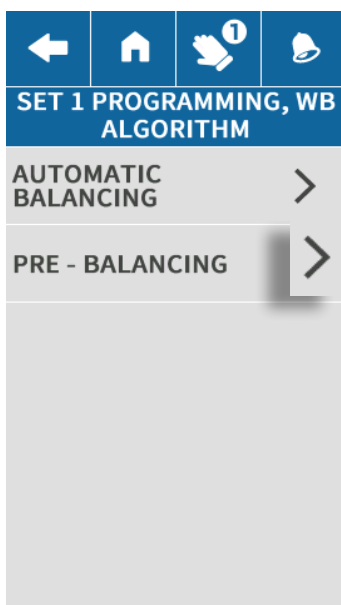 1
SET 1 PROGRAMMING, WB
ALGORITHM
AUTOMATIC
BALANCING
PRE - BALANCING